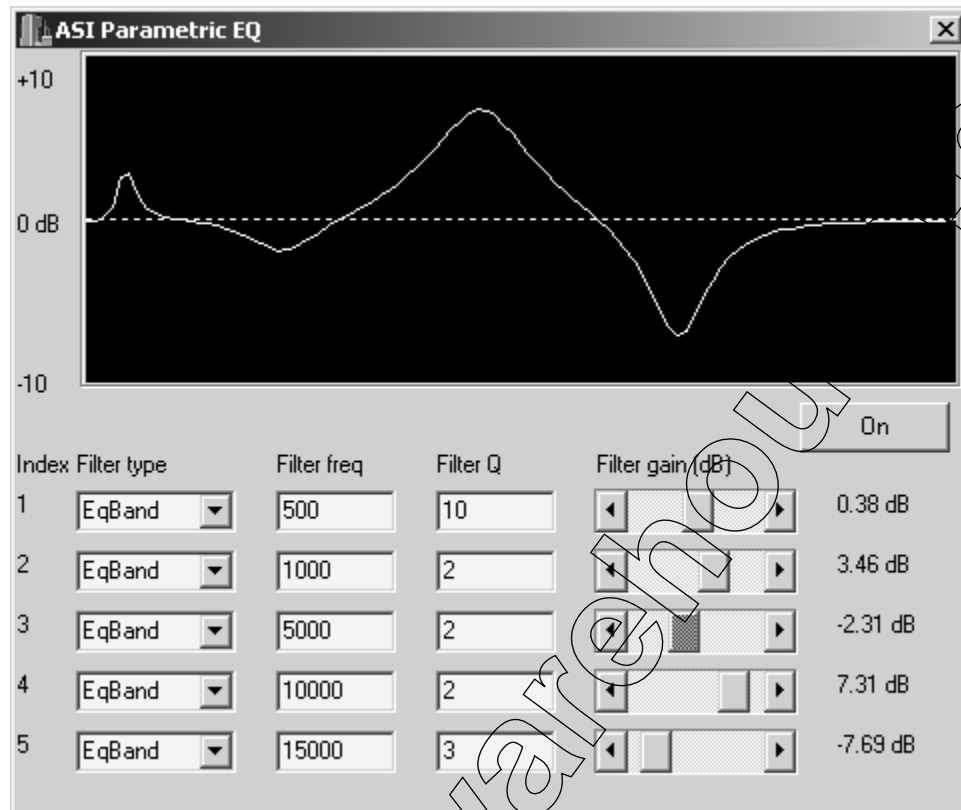 ASI Parametric EQ
+10
0 dB
-10
On
Index Filter type Filter freq Filter Q Filter gain (dB)
1 EqBand 500 10 0.38 dB
2 EqBand 1000 2 3.46 dB
3 EqBand 5000 2 -2.31 dB
4 EqBand 10000 2 7.31 dB
5 EqBand 15000 3 -7.69 dB
warehou